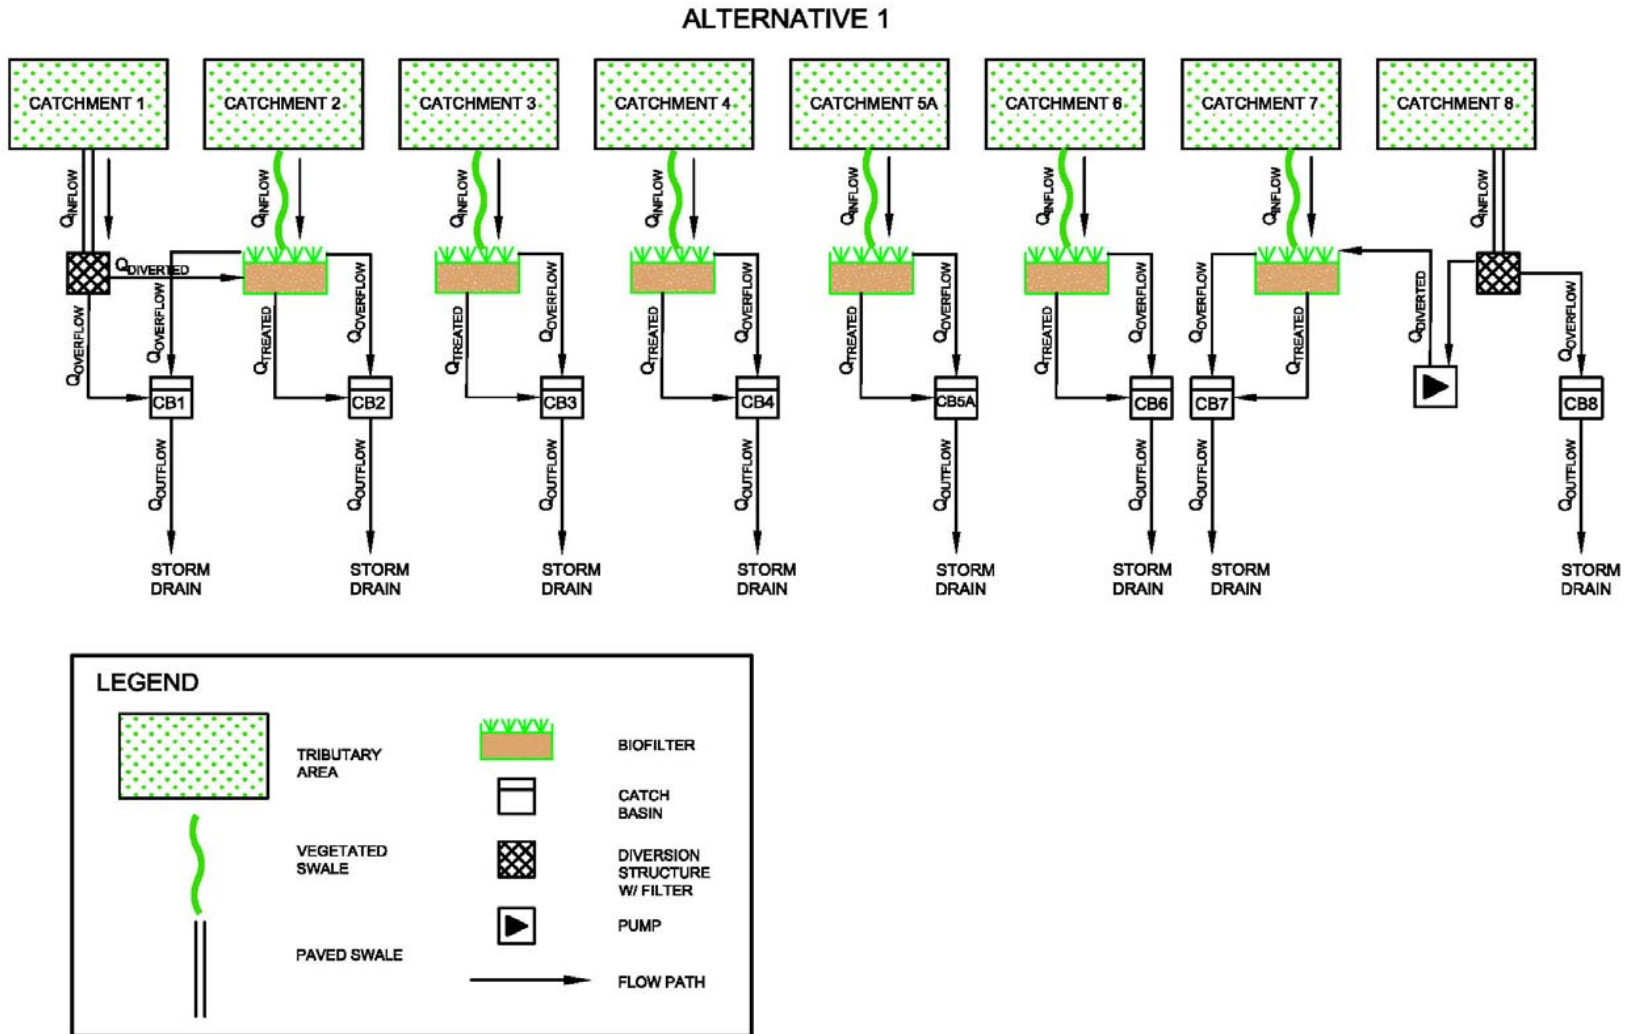 ALTERNATIVE 1
CATCHMENT 1
CATCHMENT 2
CATCHMENT 3
CATCHMENT 4
CATCHMENT 5A
CATCHMENT 6
CATCHMENT 7
CATCHMENT 8
QINFLOW
QINFLOW
QINFLOW
QINFLOW
QINFLOW
QINFLOW
QINFLOW
QINFLOW
QDIVERTED
QOVERFLOW
QOVERFLOW
QTREATED
QOVERFLOW
QTREATED
QOVERFLOW
QTREATED
QOVERFLOW
QTREATED
QOVERFLOW
QTREATED
QOVERFLOW
QOVERFLOW
QTREATED
QDIVERTED
QOVERFLOW
CB1
CB2
CB3
CB4
CB5A
CB6
CB7
CB8
QOUTFLOW
QOUTFLOW
QOUTFLOW
QOUTFLOW
QOUTFLOW
QOUTFLOW
QOUTFLOW
QOUTFLOW
STORM
DRAIN
STORM
DRAIN
STORM
DRAIN
STORM
DRAIN
STORM
DRAIN
STORM
DRAIN
STORM
DRAIN
STORM
DRAIN
LEGEND
TRIBUTARY
AREA
VEGETATED
SWALE
PAVED SWALE
BIOFILTER
CATCH
BASIN
DIVERSION
STRUCTURE
W/ FILTER
PUMP
FLOW PATH